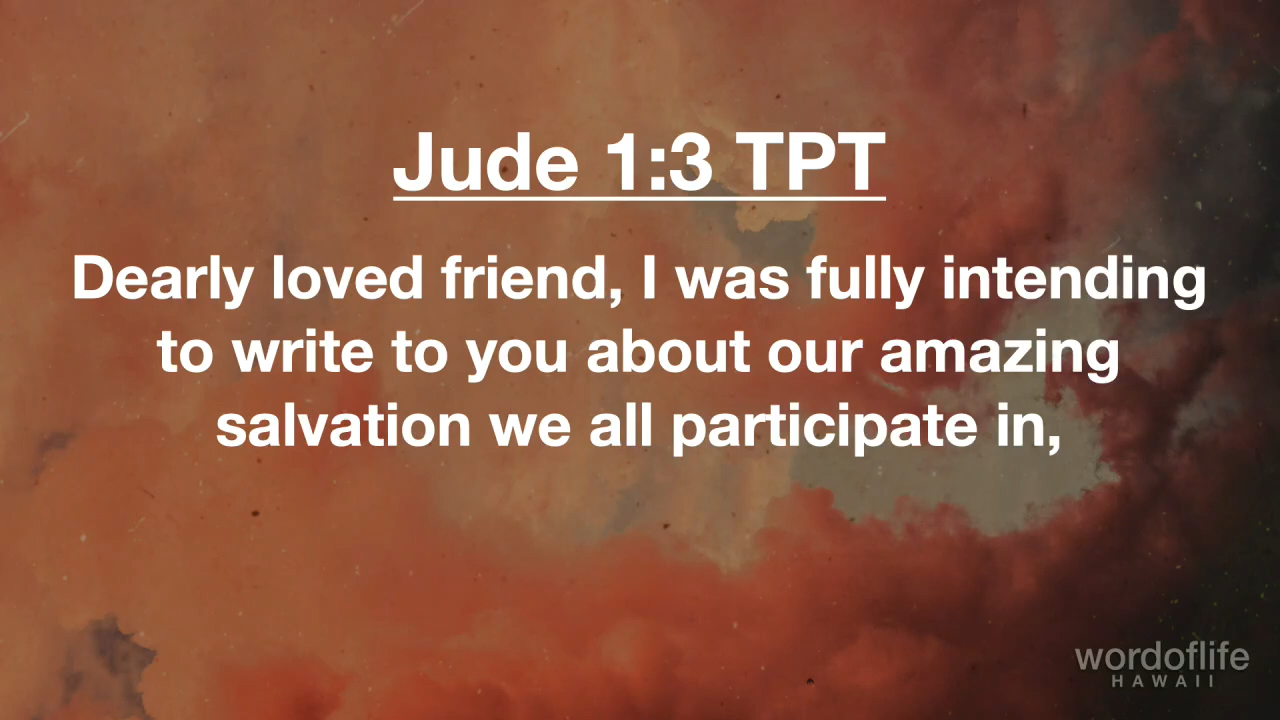 Jude 1:3 TPT
Dearly loved friend, I was fully intending
to write to you about our amazing
salvation we all participate in,
wordoflife
HAWAII